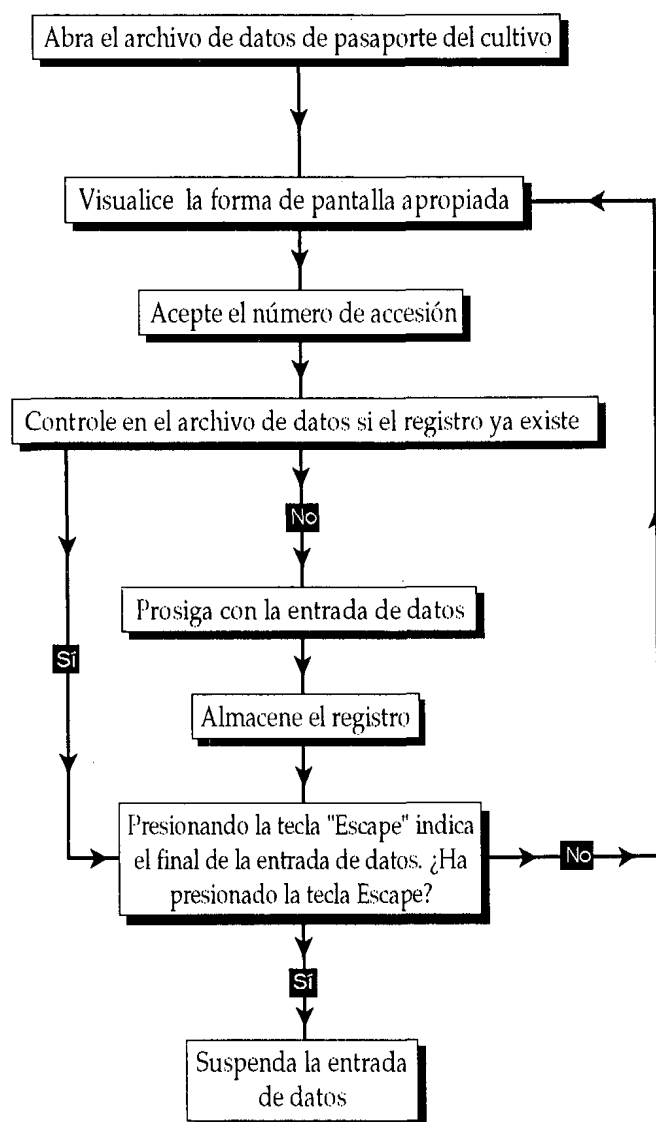 Abra el archivo de datos de pasaporte del cultivo
Visualice la forma de pantalla apropiada
Acepte el número de accesión
Controle en el archivo de datos si el registro ya existe
No
Prosiga con la entrada de datos
Sí
Almacene el registro
Presionando la tecla "Escape" indica
el final de la entrada de datos. ¿Ha
presionado la tecla Escape?
No
Sí
Suspenda la entrada
de datos